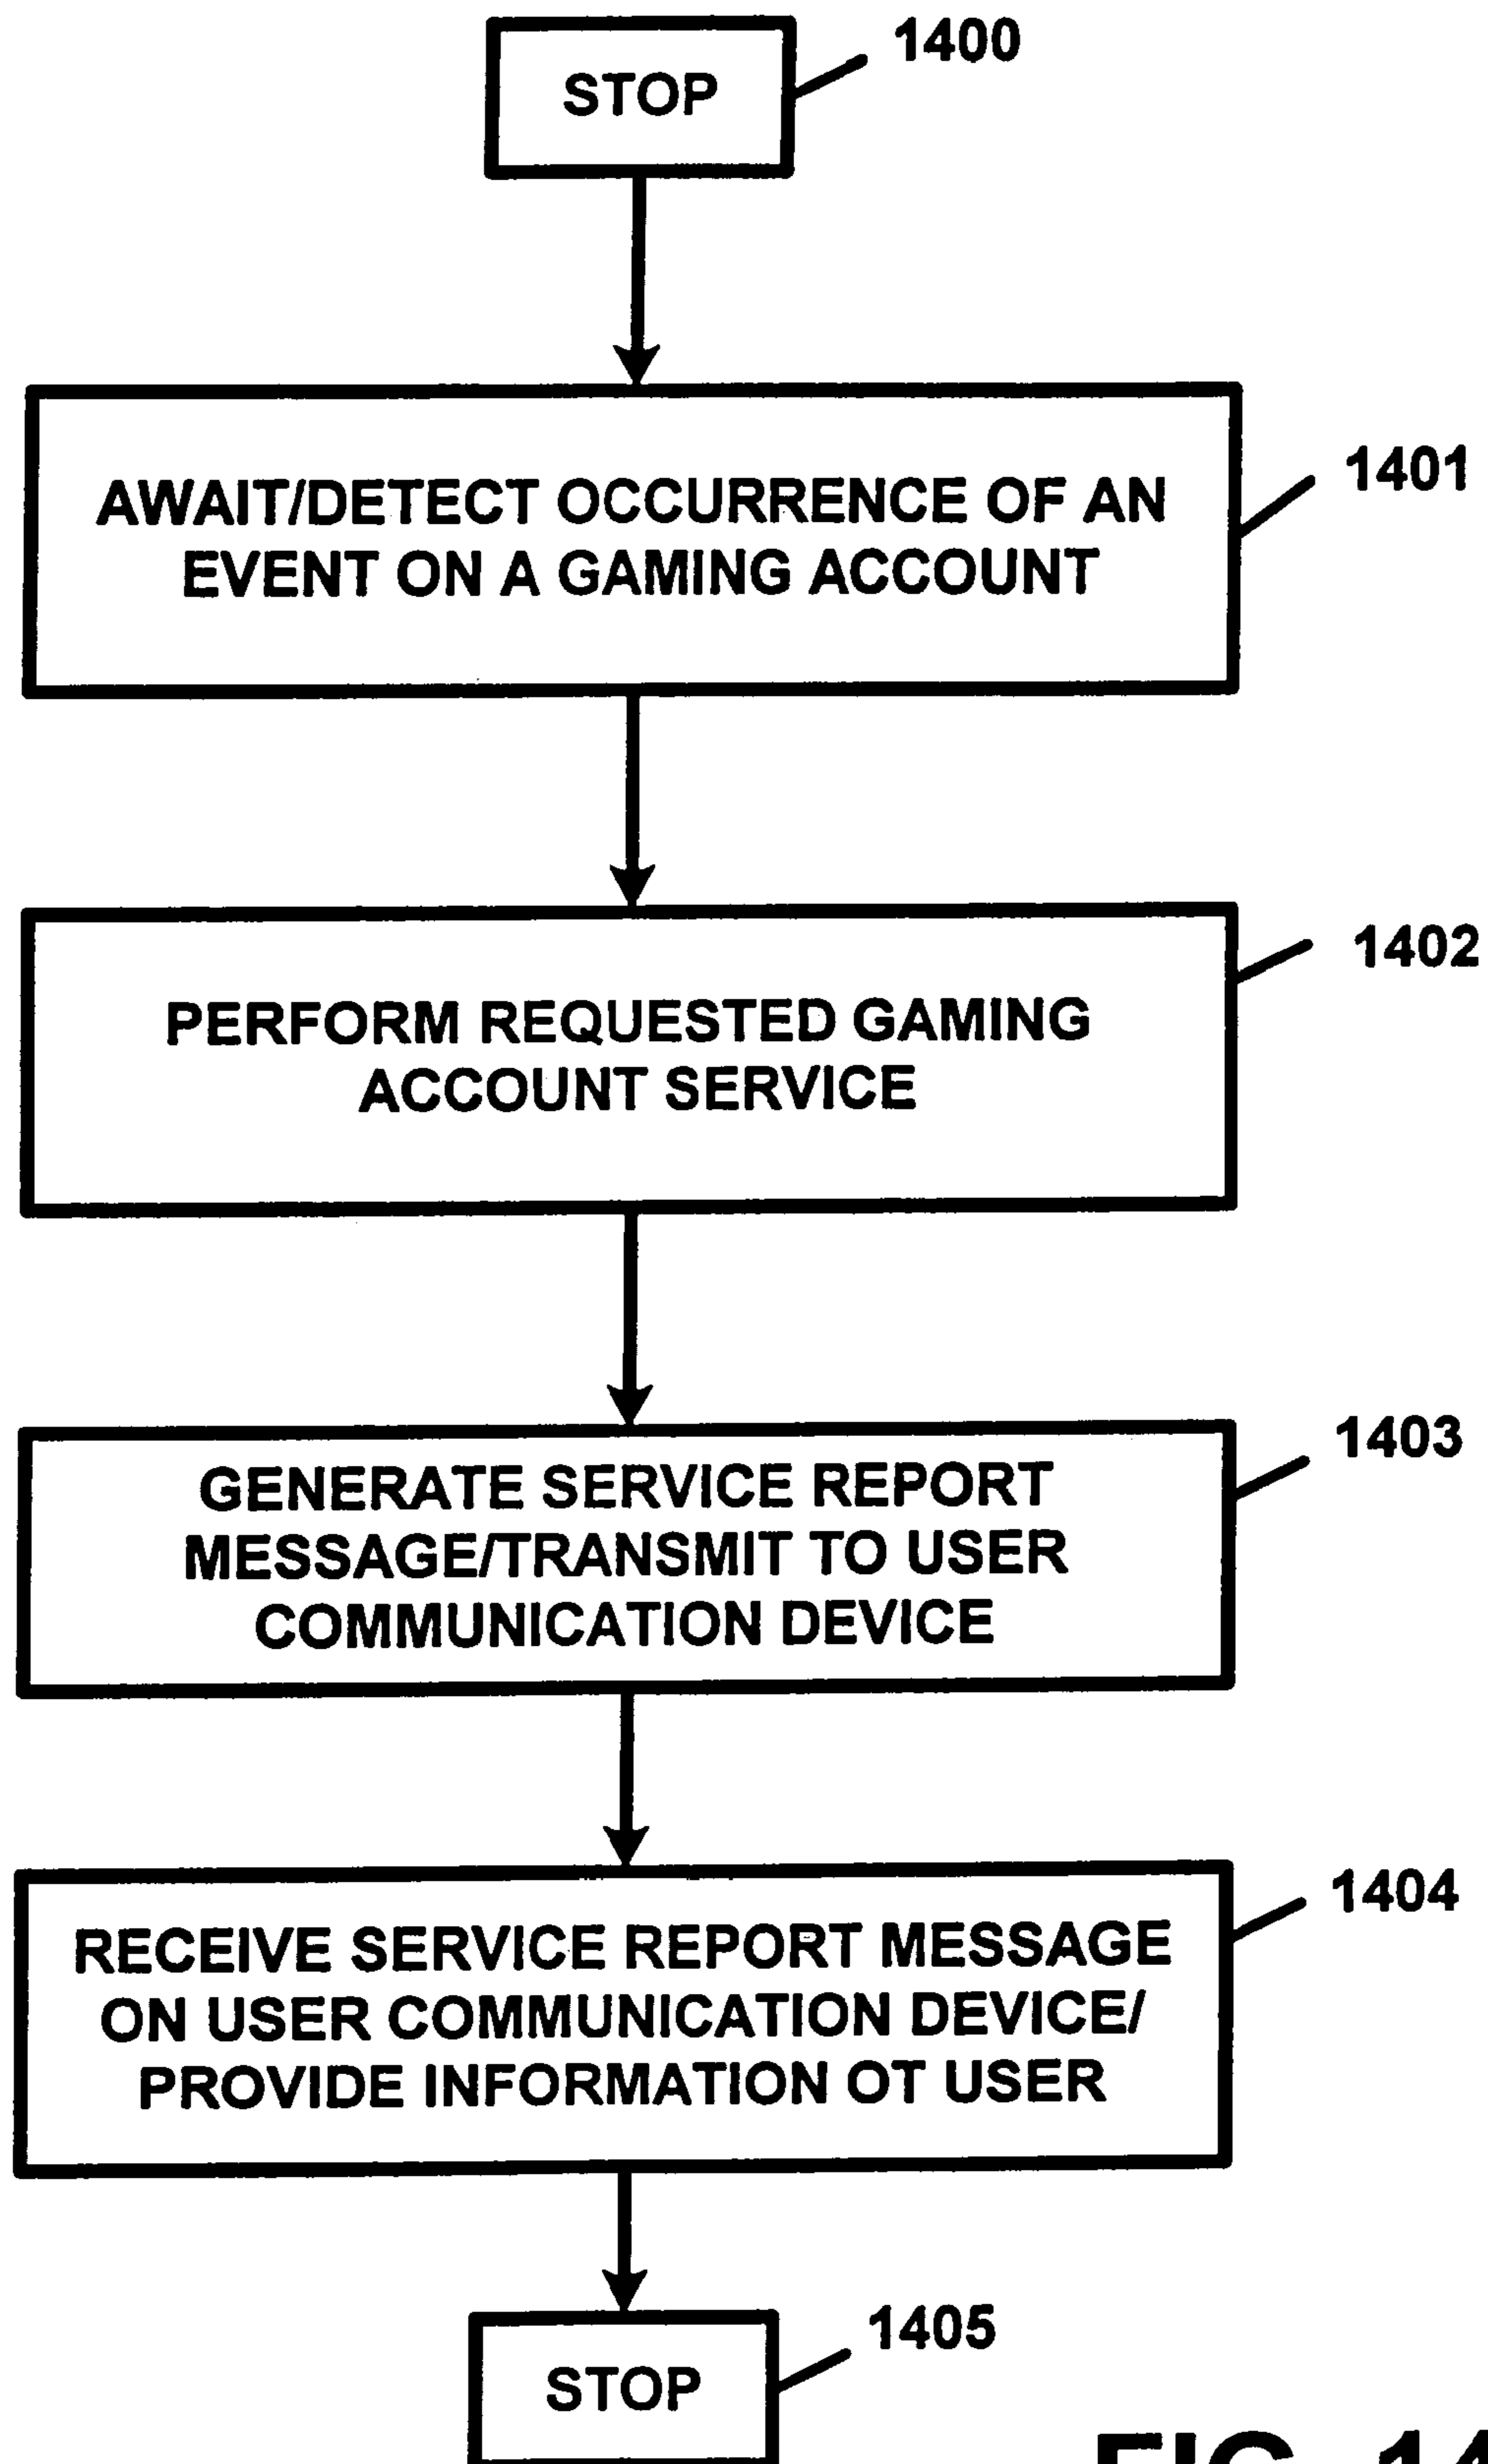 1400
STOP
1401
AWAIT/DETECT OCCURRENCE OF AN
EVENT ON A GAMING ACCOUNT
1402
PERFORM REQUESTED GAMING
ACCOUNT SERVICE
1403
GENERATE SERVICE REPORT
MESSAGE/TRANSMIT TO USER
COMMUNICATION DEVICE
1404
RECEIVE SERVICE REPORT MESSAGE
ON USER COMMUNICATION DEVICE/
PROVIDE INFORMATION OT USER
1405
STOP
FIG. 14